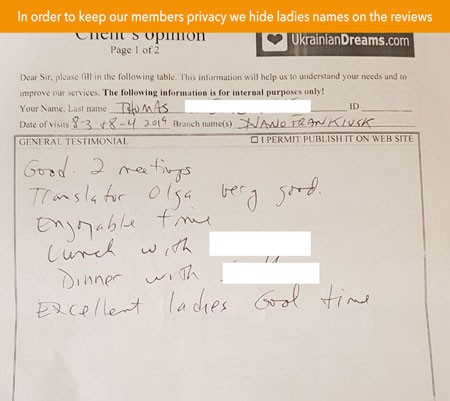 In order to keep our members privacy we hide ladies names on the reviews
Client's opinion
Page 1 of 2
UkrainianDreams.com
Dear Sir, please fill in the following table. This information will help us to understand your needs and to
improve our services. The following information is for internal purposes only!
Your Name, Last name THOMAS ID
Date of visits 8-3 + 8-4 2019 Branch name(s) IVANO FRANKIVSK
GENERAL TESTIMONIAL I PERMIT PUBLISH IT ON WEB SITE
Good. 2 meetings
Translator Olga very good.
Enjoyable time
Lunch with
Dinner with
Excellent ladies Good time